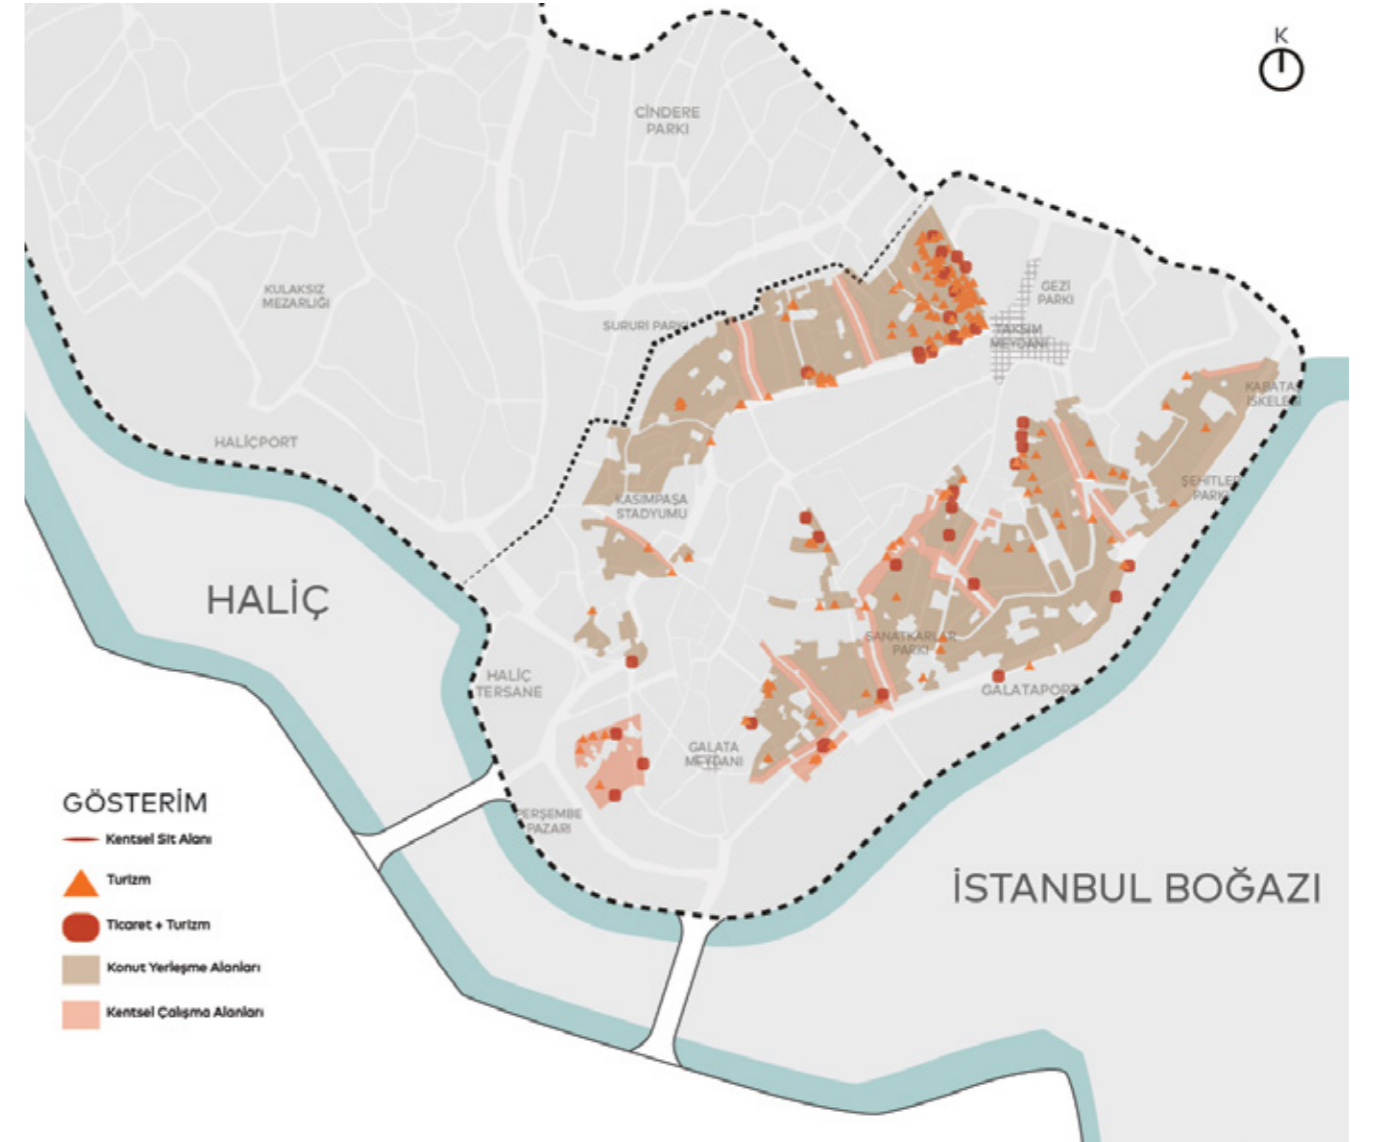 K
CİNDERE
PARKI
KULAKSIZ
MEZARLIĞI
GEZİ
PARKI
SURURI PARKI
TAKSİM
MEYDANI
KABATAŞ
İSKELESİ
HALİÇPORT
KASIMPAŞA
STADYUMU
ŞEHİTLER
PARKI
HALİÇ
SANATKARLAR
PARKI
HALİÇ
TERSANE
GALATAPORT
GALATA
MEYDANI
PERŞEMBE
PAZARI
İSTANBUL BOĞAZI
GÖSTERİM
Kentsel Sit Alanı
Turizm
Ticaret + Turizm
Konut Yerleşme Alanları
Kentsel Çalışma Alanları